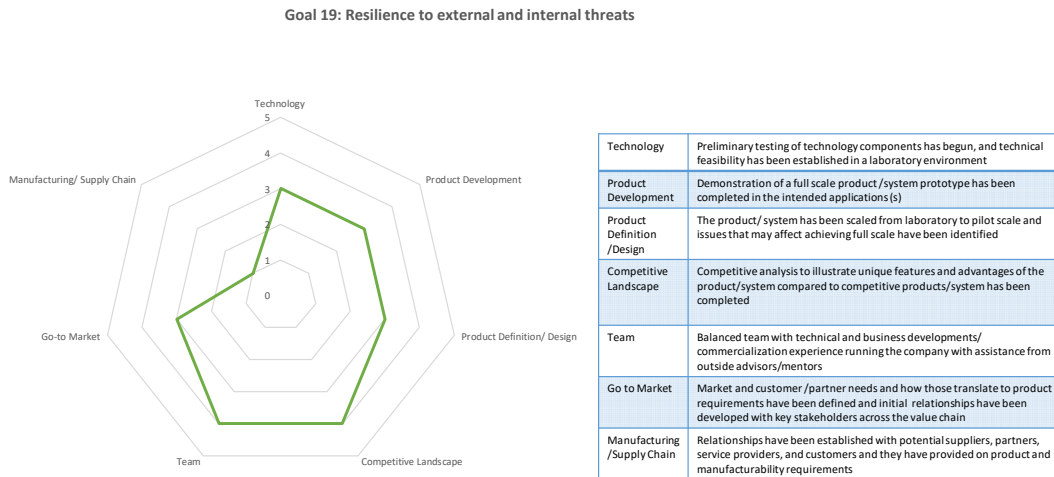 Goal 19: Resilience to external and internal threats
Technology
5
4
3
2
1
0
Manufacturing/ Supply Chain
Product Development
Go-to Market
Product Definition/ Design
Team
Competitive Landscape
Technology
Preliminary testing of technology components has begun, and technical
feasibility has been established in a laboratory environment
Product
Development
Demonstration of a full scale product /system prototype has been
completed in the intended applications (s)
Product
Definition
/Design
The product/ system has been scaled from laboratory to pilot scale and
issues that may affect achieving full scale have been identified
Competitive
Landscape
Competitive analysis to illustrate unique features and advantages of the
product/system compared to competitive products/system has been
completed
Team
Balanced team with technical and business developments/
commercialization experience running the company with assistance from
outside advisors/mentors
Go to Market
Market and customer /partner needs and how those translate to product
requirements have been defined and initial relationships have been
developed with key stakeholders across the value chain
Manufacturing
/Supply Chain
Relationships have been established with potential suppliers, partners,
service providers, and customers and they have provided on product and
manufacturability requirements